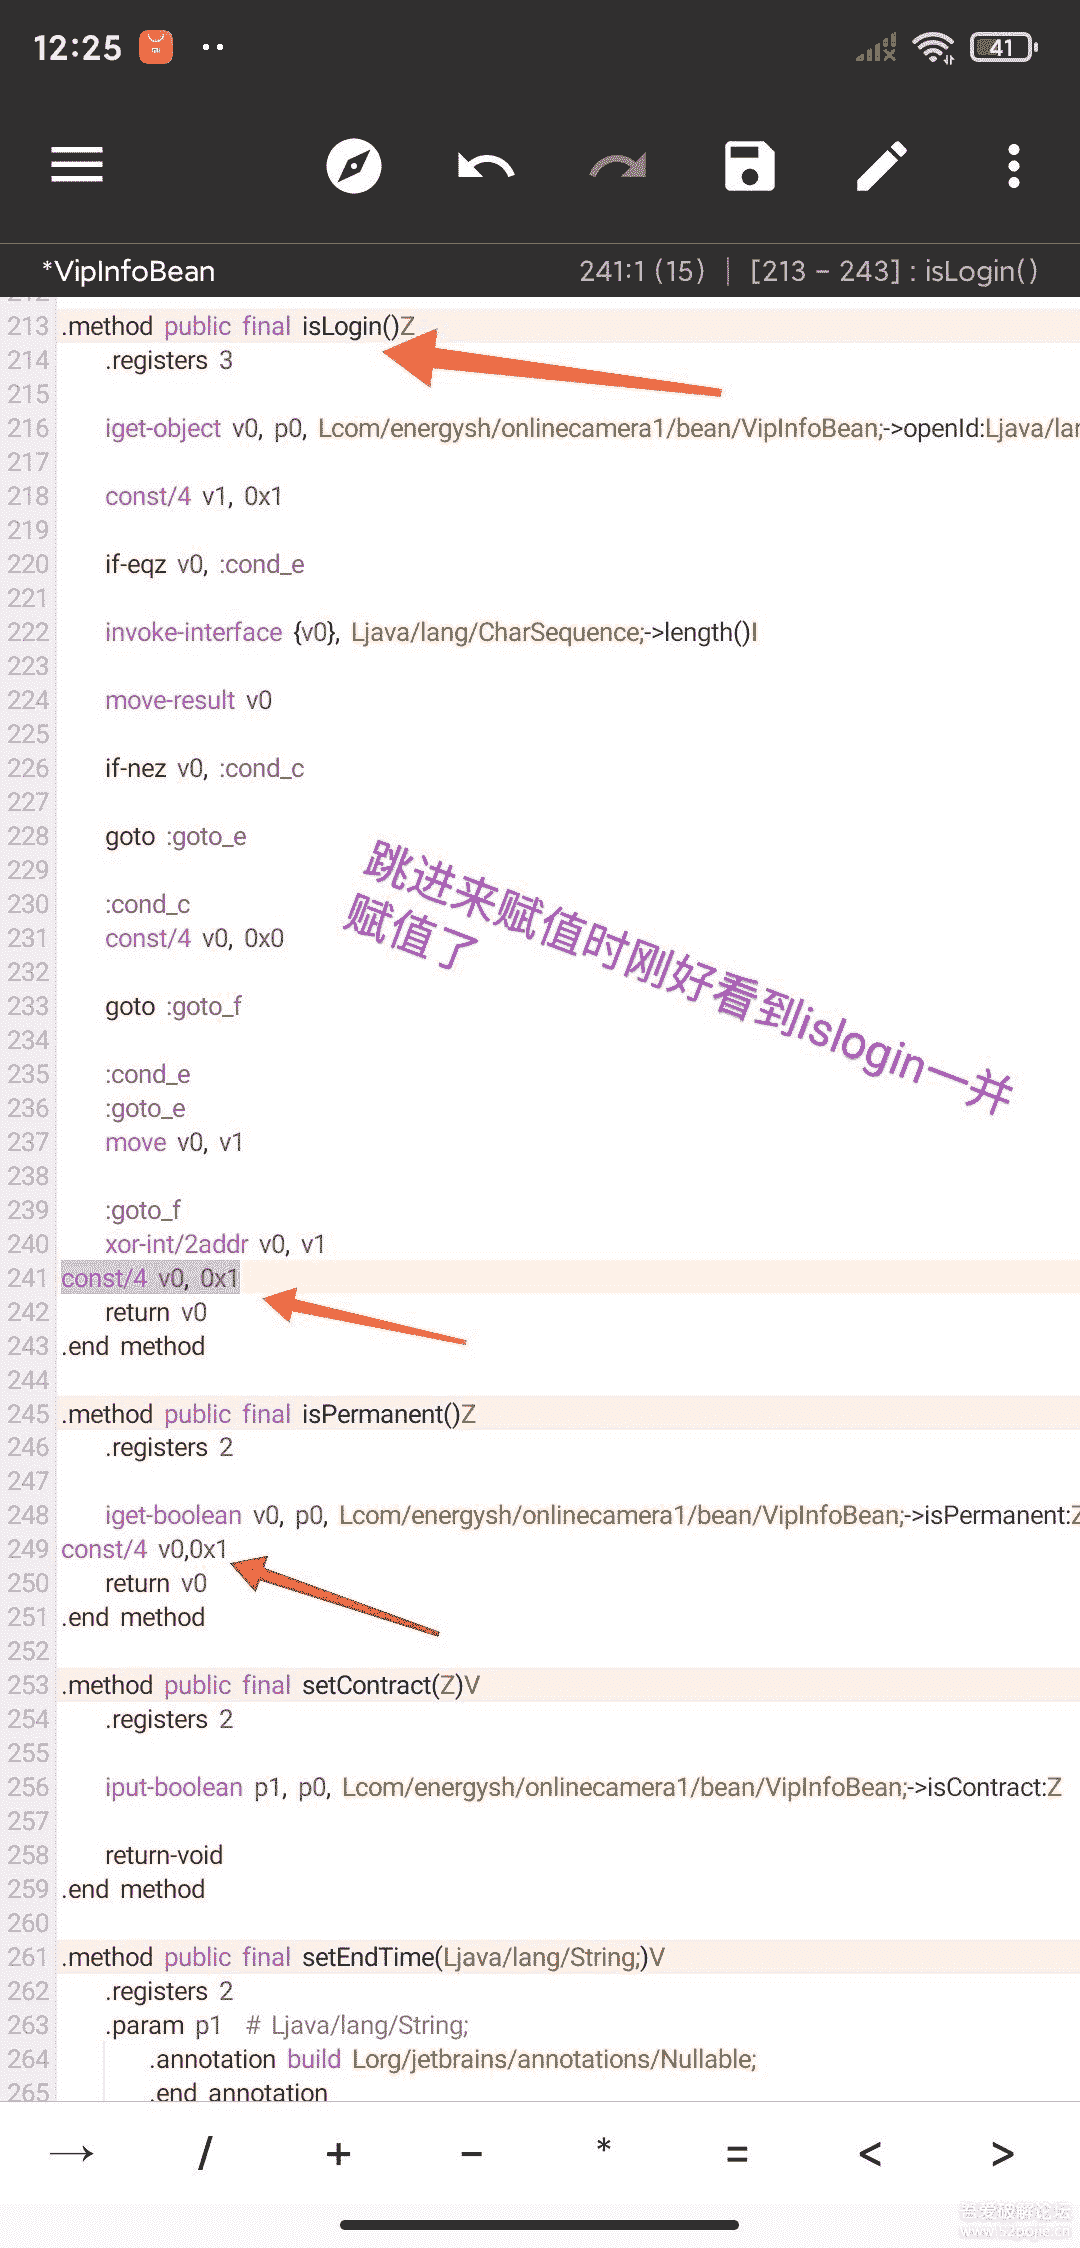 12:25
41
*VipInfoBean 241:1 (15) | [213 - 243] : isLogin()
213 .method public final isLogin()Z
214 .registers 3
215
216 iget-object v0, p0, Lcom/energysh/onlinecamera1/bean/VipInfoBean;->openId:Ljava/lan
217
218 const/4 v1, 0x1
219
220 if-eqz v0, :cond_e
221
222 invoke-interface {v0}, Ljava/lang/CharSequence;->length()I
223
224 move-result v0
225
226 if-nez v0, :cond_c
227
228 goto :goto_e
229
230 :cond_c
231 const/4 v0, 0x0
232
233 goto :goto_f
234
235 :cond_e
236 :goto_e
237 move v0, v1
238
239 :goto_f
240 xor-int/2addr v0, v1
241 const/4 v0, 0x1
242 return v0
243 .end method
244
245 .method public final isPermanent()Z
246 .registers 2
247
248 iget-boolean v0, p0, Lcom/energysh/onlinecamera1/bean/VipInfoBean;->isPermanent:Z
249 const/4 v0,0x1
250 return v0
251 .end method
252
253 .method public final setContract(Z)V
254 .registers 2
255
256 iput-boolean p1, p0, Lcom/energysh/onlinecamera1/bean/VipInfoBean;->isContract:Z
257
258 return-void
259 .end method
260
261 .method public final setEndTime(Ljava/lang/String;)V
262 .registers 2
263 .param p1 # Ljava/lang/String;
264 .annotation build Lorg/jetbrains/annotations/Nullable;
265 .end annotation
跳进来赋值时刚好看到islogin一并
赋值了
→ / + - * = < >
吾爱破解论坛
www.52pojie.cn